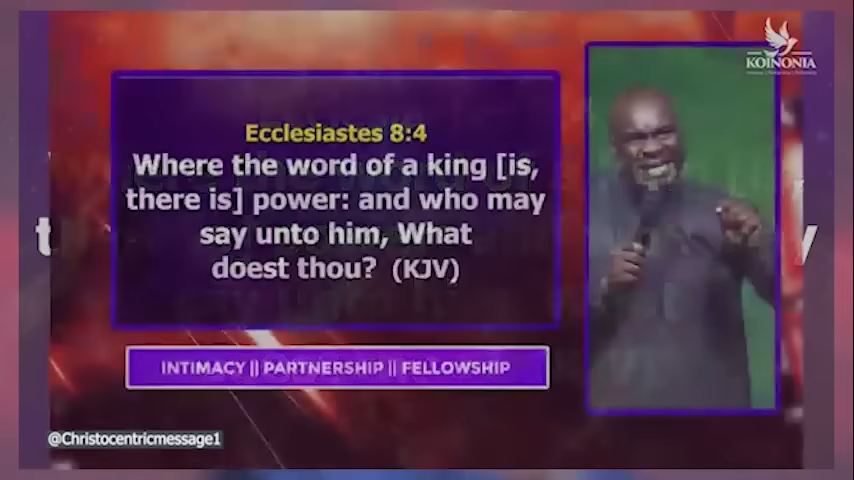 KOINONIA
Ecclesiastes 8:4
Where the word of a king [is,
there is] power: and who may
say unto him, What
doest thou? (KJV)
INTIMACY || PARTNERSHIP || FELLOWSHIP
@Christocentricmessage1